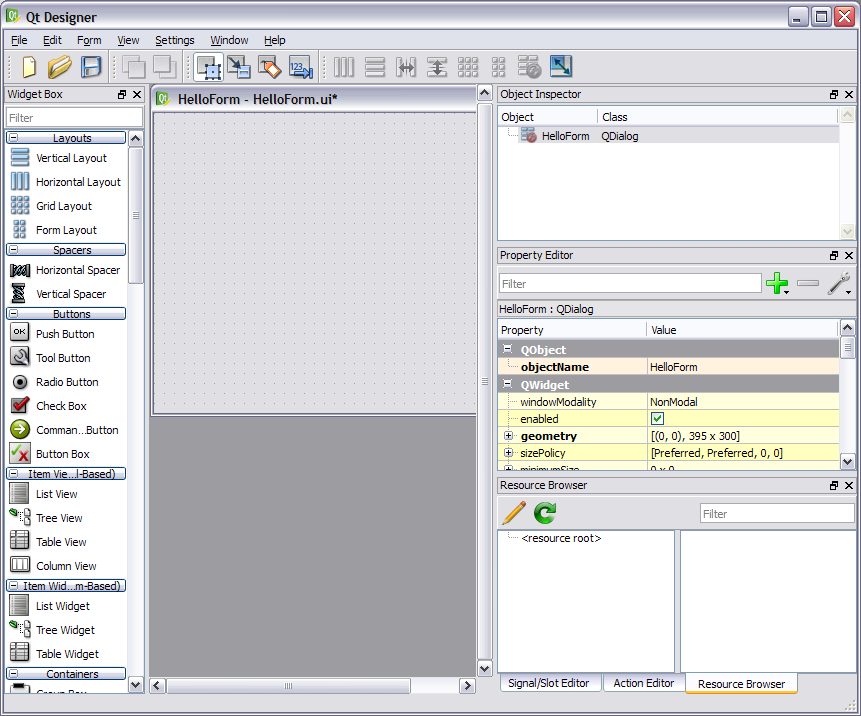 Qt Designer
File Edit Form View Settings Window Help
123
Widget Box
Filter
Layouts
Vertical Layout
Horizontal Layout
Grid Layout
Form Layout
Spacers
Horizontal Spacer
Vertical Spacer
Buttons
OK Push Button
Tool Button
Radio Button
Check Box
Comman...Button
Button Box
Item Vie...l-Based)
List View
Tree View
Table View
Column View
Item Wid...m-Based)
List Widget
Tree Widget
Table Widget
Containers
Group Box
HelloForm - HelloForm.ui*
Object Inspector
Object Class
HelloForm QDialog
Property Editor
Filter
HelloForm : QDialog
Property Value
QObject
objectName HelloForm
QWidget
windowModality NonModal
enabled
geometry [(0, 0), 395 x 300]
sizePolicy [Preferred, Preferred, 0, 0]
minimumSize 0 x 0
Resource Browser
Filter
<resource root>
Signal/Slot Editor Action Editor Resource Browser